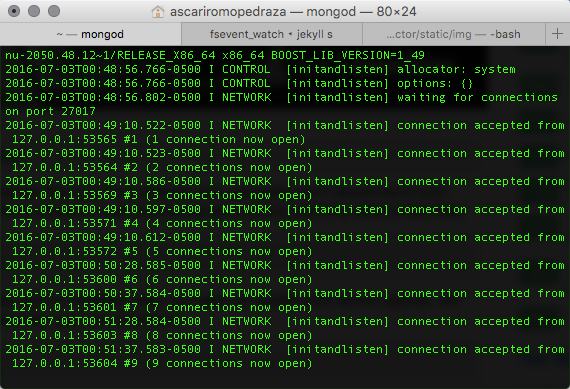 ascariromopedraza — mongod — 80×24
~ — mongod
fsevent_watch • jekyll s
...ctor/static/img — -bash
nu-2050.48.12~1/RELEASE_X86_64 x86_64 BOOST_LIB_VERSION=1_49
2016-07-03T00:48:56.766-0500 I CONTROL  [initandlisten] allocator: system
2016-07-03T00:48:56.766-0500 I CONTROL  [initandlisten] options: {}
2016-07-03T00:48:56.802-0500 I NETWORK  [initandlisten] waiting for connections
on port 27017
2016-07-03T00:49:10.522-0500 I NETWORK  [initandlisten] connection accepted from
127.0.0.1:53565 #1 (1 connection now open)
2016-07-03T00:49:10.523-0500 I NETWORK  [initandlisten] connection accepted from
127.0.0.1:53564 #2 (2 connections now open)
2016-07-03T00:49:10.586-0500 I NETWORK  [initandlisten] connection accepted from
127.0.0.1:53569 #3 (3 connections now open)
2016-07-03T00:49:10.597-0500 I NETWORK  [initandlisten] connection accepted from
127.0.0.1:53571 #4 (4 connections now open)
2016-07-03T00:49:10.612-0500 I NETWORK  [initandlisten] connection accepted from
127.0.0.1:53572 #5 (5 connections now open)
2016-07-03T00:50:28.585-0500 I NETWORK  [initandlisten] connection accepted from
127.0.0.1:53600 #6 (6 connections now open)
2016-07-03T00:50:37.584-0500 I NETWORK  [initandlisten] connection accepted from
127.0.0.1:53601 #7 (7 connections now open)
2016-07-03T00:51:28.584-0500 I NETWORK  [initandlisten] connection accepted from
127.0.0.1:53603 #8 (8 connections now open)
2016-07-03T00:51:37.583-0500 I NETWORK  [initandlisten] connection accepted from
127.0.0.1:53604 #9 (9 connections now open)